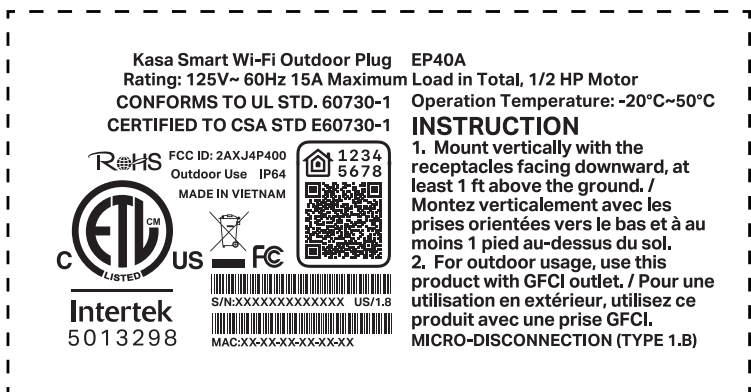 Kasa Smart Wi-Fi Outdoor Plug EP40A
Rating: 125V~ 60Hz 15A Maximum Load in Total, 1/2 HP Motor
CONFORMS TO UL STD. 60730-1
CERTIFIED TO CSA STD E60730-1
RoHS
FCC ID: 2AXJ4P400
Outdoor Use IP64
MADE IN VIETNAM
1234
5678
ETL CM
LISTED
C US
Intertek
5013298
FC
S/N:XXXXXXXXXXXXXX US/1.8
MAC:XX-XX-XX-XX-XX-XX
Operation Temperature: -20°C~50°C
INSTRUCTION
1. Mount vertically with the
receptacles facing downward, at
least 1 ft above the ground. /
Montez verticalement avec les
prises orientées vers le bas et à au
moins 1 pied au-dessus du sol.
2. For outdoor usage, use this
product with GFCI outlet. / Pour une
utilisation en extérieur, utilisez ce
produit avec une prise GFCI.
MICRO-DISCONNECTION (TYPE 1.B)